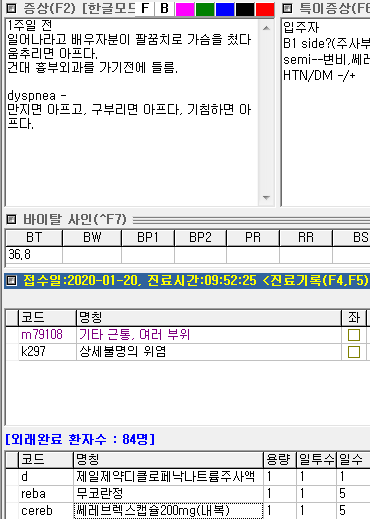 증상(F2) [한글모드 F B
특이증상(F6
1주일 전
일어나라고 배우자분이 팔꿈치로 가슴을 쳤다
움추리면 아프다.
건대 흉부외과를 가기전에 들름.
dyspnea -
만지면 아프고, 구부리면 아프다, 기침하면 아
프다.
입주자
B1 side?(주사부
semi--변비,쎄러
HTN/DM -/+
바이탈 사인(^F7)
BT BW BP1 BP2 PR RR BS
36,8
접수일:2020-01-20, 진료시간:09:52:25 <진료기록(F4,F5)
코드 명칭 좌
m79108 기타 근통, 여러 부위
k297 상세불명의 위염
[외래완료 환자수 : 84명]
코드 명칭 용량 일투수 일수
d 제일제약디클로페낙나트륨주사액 1 1 1
reba 무코란정 1 1 5
cereb 쎄레브렉스캡슐200mg(내복) 1 1 5